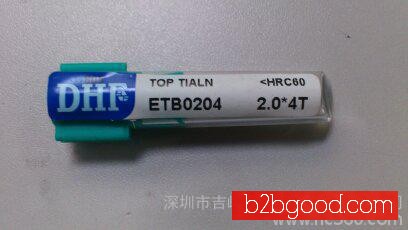 DHF
TOP TIALN <HRC60
ETB0204 2.0*4T
深圳市吉
b2bgood.com